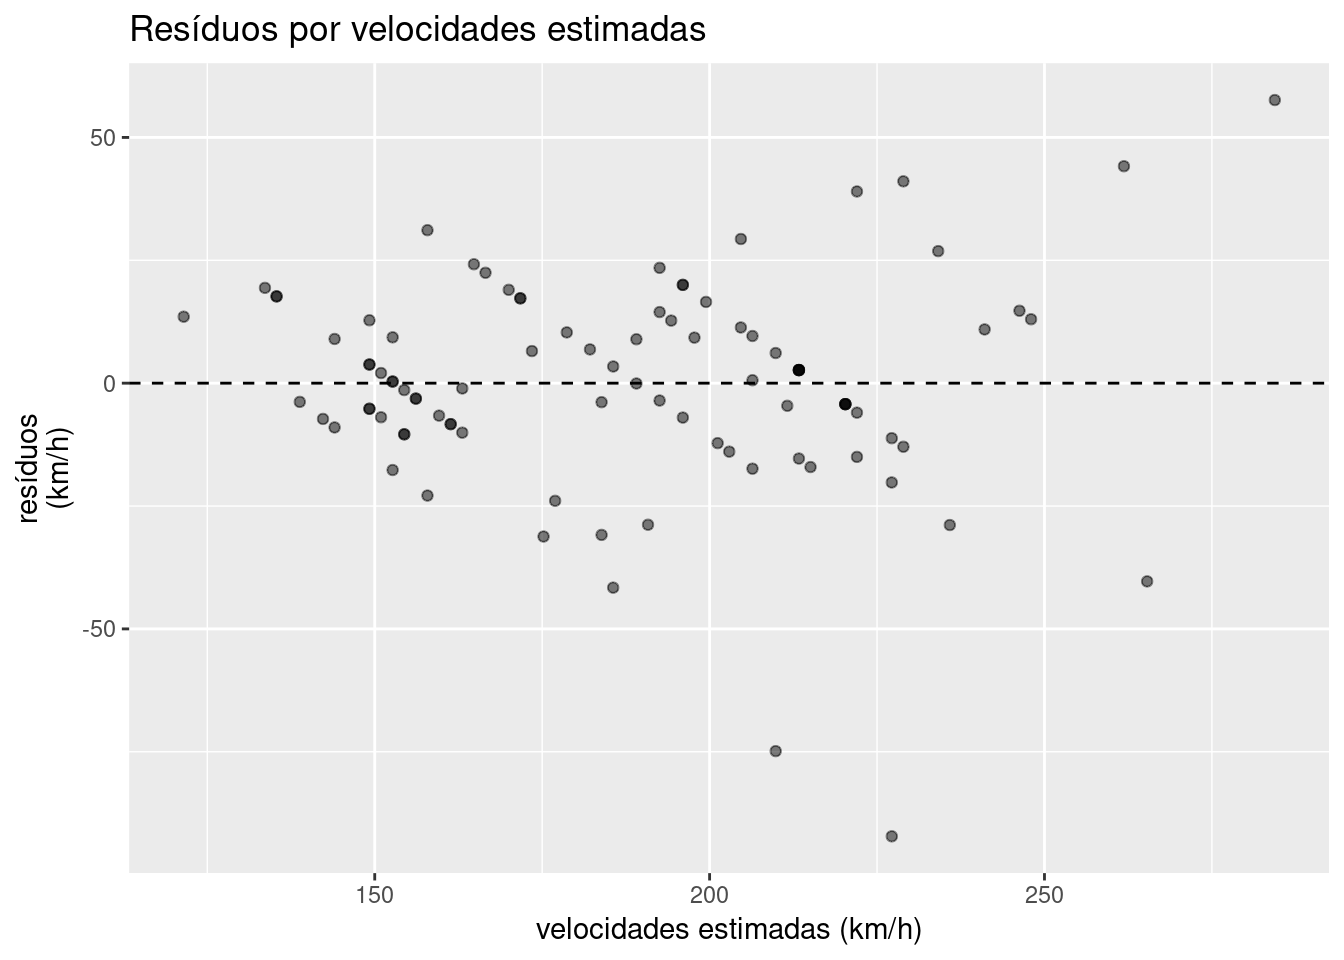 Resíduos por velocidades estimadas
resíduos
(km/h)
50
0
-50
150
200
250
velocidades estimadas (km/h)